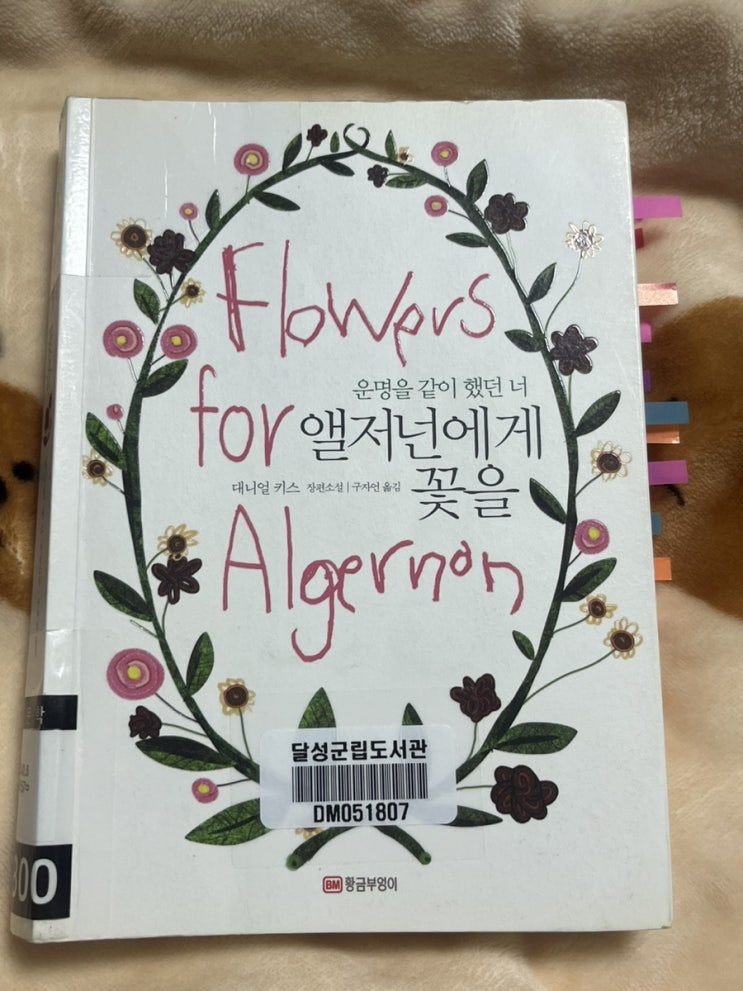 Flowers
운명을 같이 했던 너
for 앨저넌에게
대니얼 키스 장편소설 | 구자언 옮김 꽃을
Algernon
달성군립도서관
DM051807
BM 황금부엉이
800